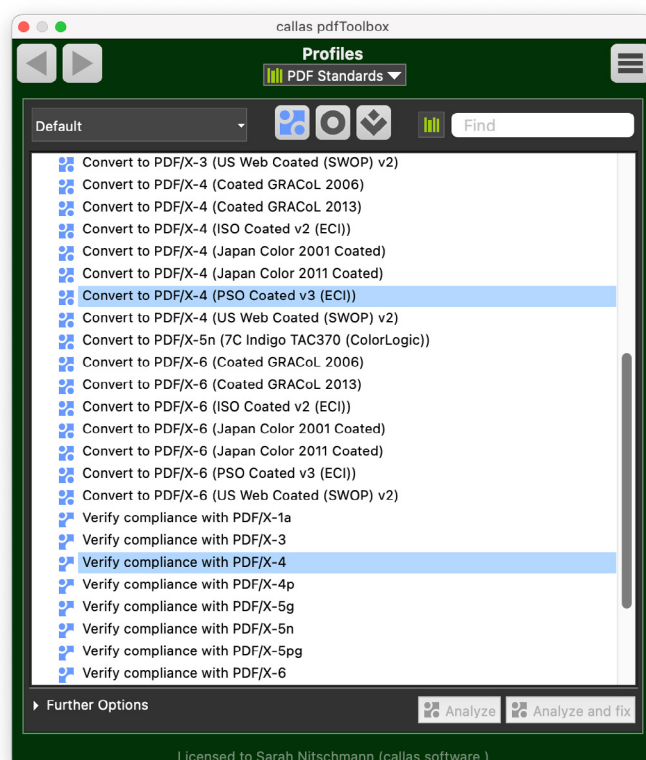 callas pdfToolbox
Profiles
PDF Standards
Default
Find
Convert to PDF/X-3 (US Web Coated (SWOP) v2)
Convert to PDF/X-4 (Coated GRACoL 2006)
Convert to PDF/X-4 (Coated GRACoL 2013)
Convert to PDF/X-4 (ISO Coated v2 (ECI))
Convert to PDF/X-4 (Japan Color 2001 Coated)
Convert to PDF/X-4 (Japan Color 2011 Coated)
Convert to PDF/X-4 (PSO Coated v3 (ECI))
Convert to PDF/X-4 (US Web Coated (SWOP) v2)
Convert to PDF/X-5n (7C Indigo TAC370 (ColorLogic))
Convert to PDF/X-6 (Coated GRACoL 2006)
Convert to PDF/X-6 (Coated GRACoL 2013)
Convert to PDF/X-6 (ISO Coated v2 (ECI))
Convert to PDF/X-6 (Japan Color 2001 Coated)
Convert to PDF/X-6 (Japan Color 2011 Coated)
Convert to PDF/X-6 (PSO Coated v3 (ECI))
Convert to PDF/X-6 (US Web Coated (SWOP) v2)
Verify compliance with PDF/X-1a
Verify compliance with PDF/X-3
Verify compliance with PDF/X-4
Verify compliance with PDF/X-4p
Verify compliance with PDF/X-5g
Verify compliance with PDF/X-5n
Verify compliance with PDF/X-5pg
Verify compliance with PDF/X-6
Further Options
Analyze
Analyze and fix
Licensed to Sarah Nitschmann (callas software )